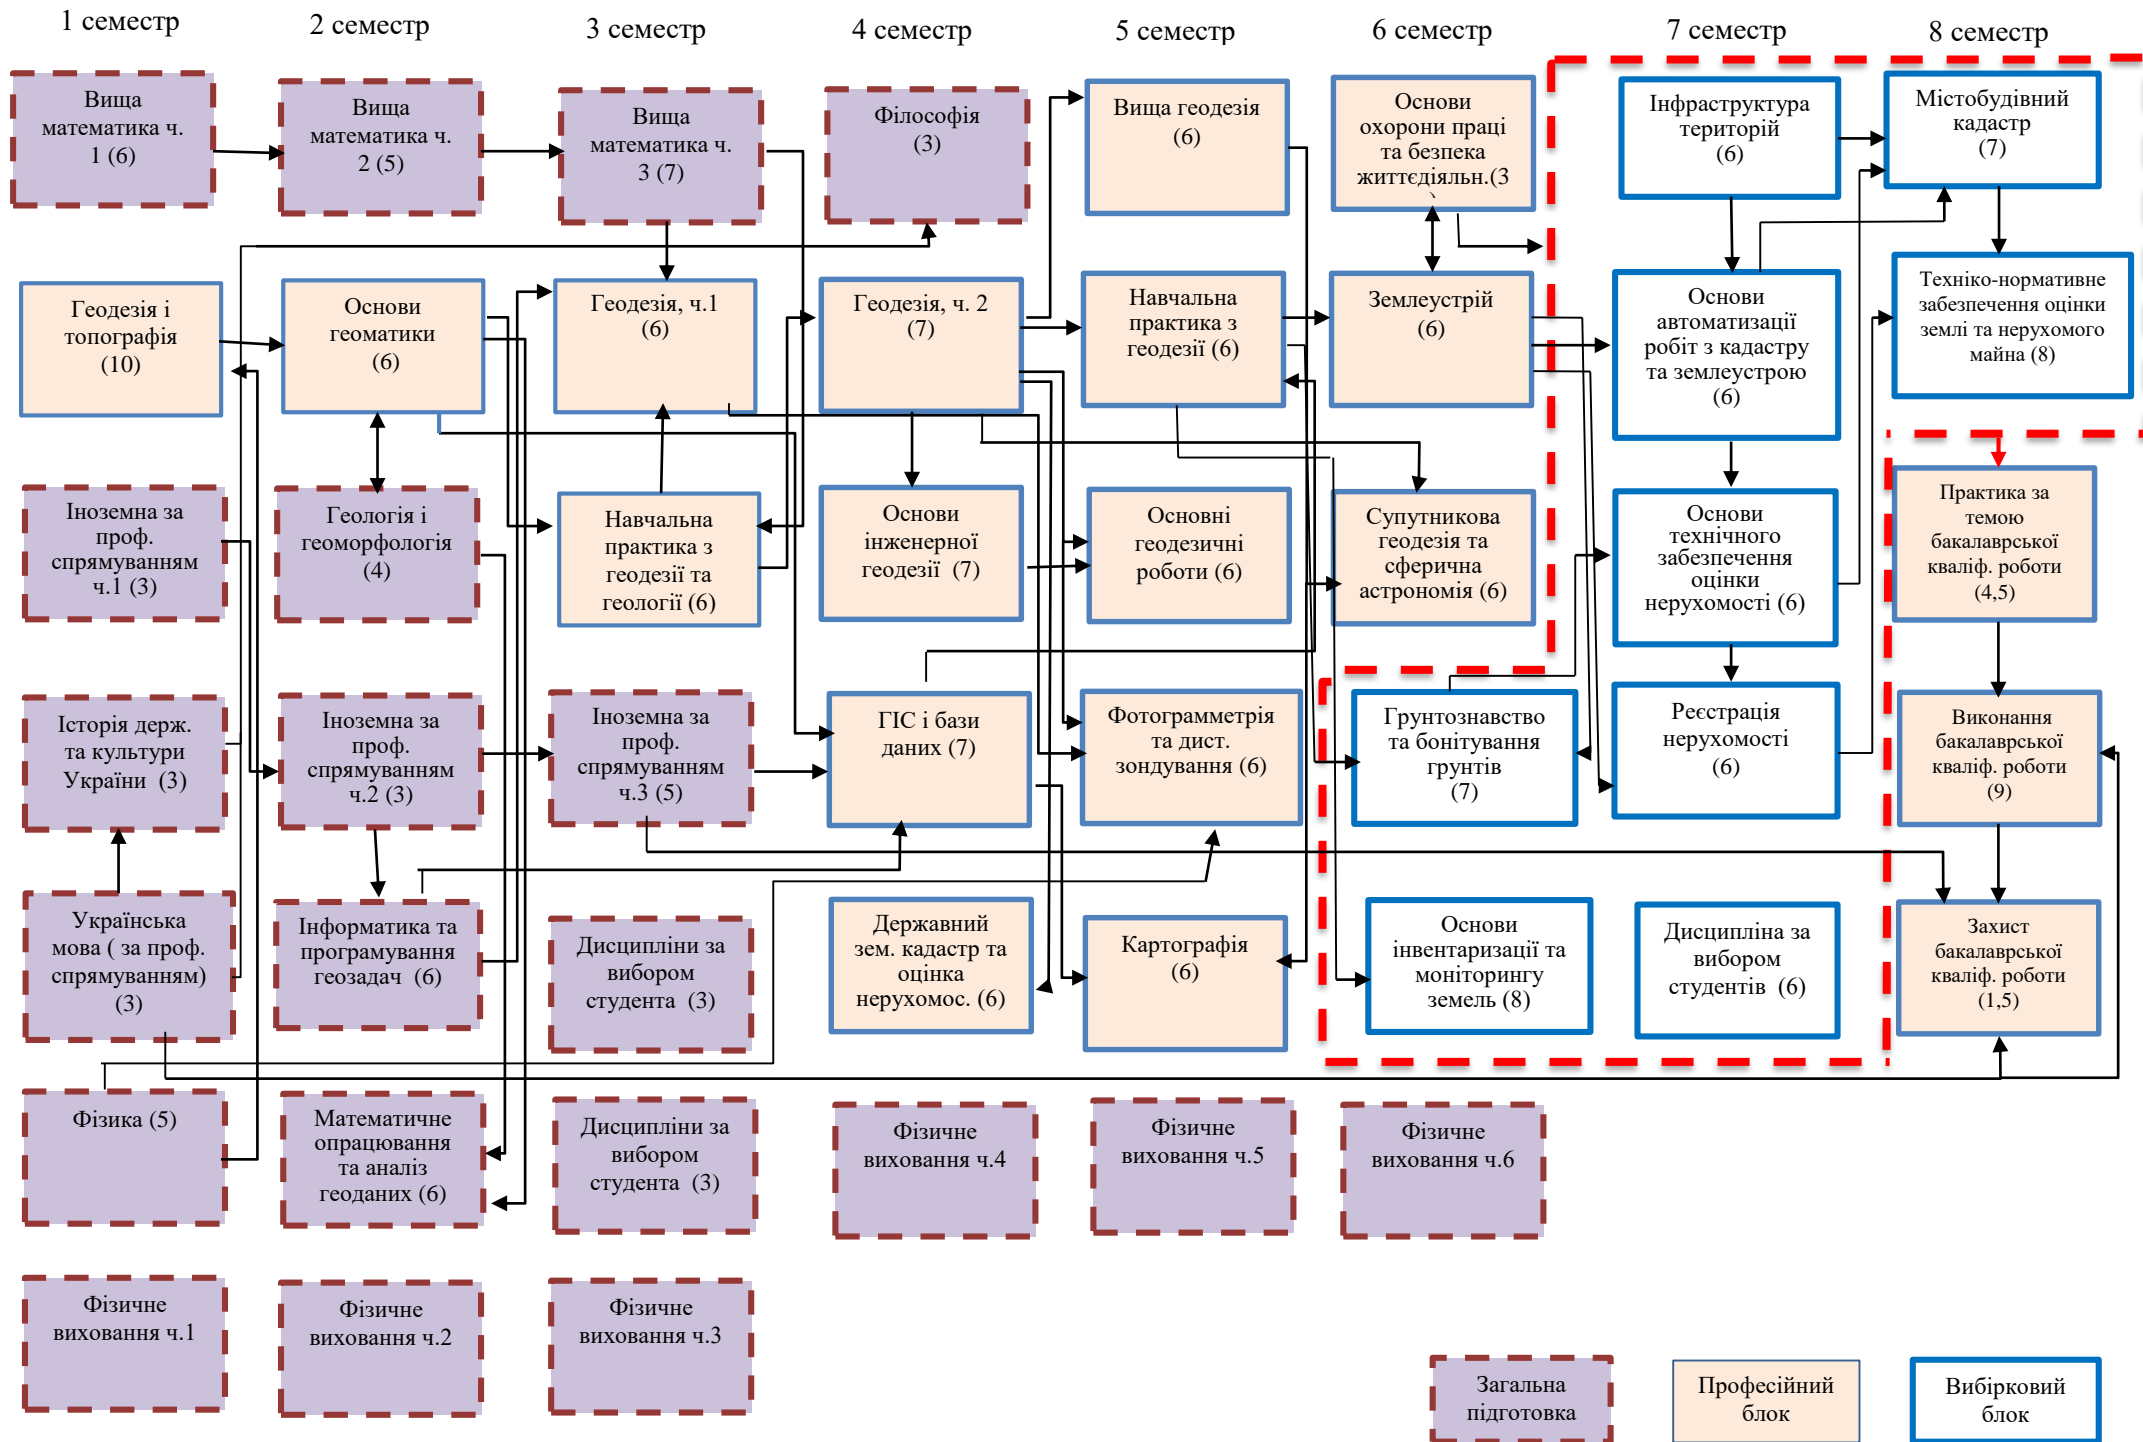 1 семестр
2 семестр
3 семестр
4 семестр
5 семестр
6 семестр
7 семестр
8 семестр
Вища
математика ч.
1 (6)
Вища
математика ч.
2 (5)
Вища
математика ч.
3 (7)
Філософія
(3)
Вища геодезія
(6)
Основи
охорони праці
та безпека
життєдіяльн.(3
Інфраструктура
територій
(6)
Містобудівний
кадастр
(7)
Геодезія і
топографія
(10)
Основи
геоматики
(6)
Геодезія, ч.1
(6)
Геодезія, ч. 2
(7)
Навчальна
практика з
геодезії (6)
Землеустрій
(6)
Основи
автоматизації
робіт з кадастру
та землеустрою
(6)
Техніко-нормативне
забезпечення оцінки
землі та нерухомого
майна (8)
Іноземна за
проф.
спрямуванням
ч.1 (3)
Геологія і
геоморфологія
(4)
Навчальна
практика з
геодезії та
геології (6)
Основи
інженерної
геодезії (7)
Основні
геодезичні
роботи (6)
Супутникова
геодезія та
сферична
астрономія (6)
Основи
технічного
забезпечення
оцінки
нерухомості (6)
Практика за
темою
бакалаврської
кваліф. роботи
(4,5)
Історія держ.
та культури
України (3)
Іноземна за
проф.
спрямуванням
ч.2 (3)
Іноземна за
проф.
спрямуванням
ч.3 (5)
ГІС і бази
даних (7)
Фотограмметрія
та дист.
зондування (6)
Грунтознавство
та бонітування
грунтів
(7)
Реєстрація
нерухомості
(6)
Виконання
бакалаврської
кваліф. роботи
(9)
Українська
мова ( за проф.
спрямуванням)
(3)
Інформатика та
програмування
геозадач (6)
Дисципліни за
вибором
студента (3)
Державний
зем. кадастр та
оцінка
нерухомос. (6)
Картографія
(6)
Основи
інвентаризації та
моніторингу
земель (8)
Дисципліна за
вибором
студентів (6)
Захист
бакалаврської
кваліф. роботи
(1,5)
Фізика (5)
Математичне
опрацювання
та аналіз
геоданих (6)
Дисципліни за
вибором
студента (3)
Фізичне
виховання ч.4
Фізичне
виховання ч.5
Фізичне
виховання ч.6
Фізичне
виховання ч.1
Фізичне
виховання ч.2
Фізичне
виховання ч.3
Загальна
підготовка
Професійний
блок
Вибірковий
блок